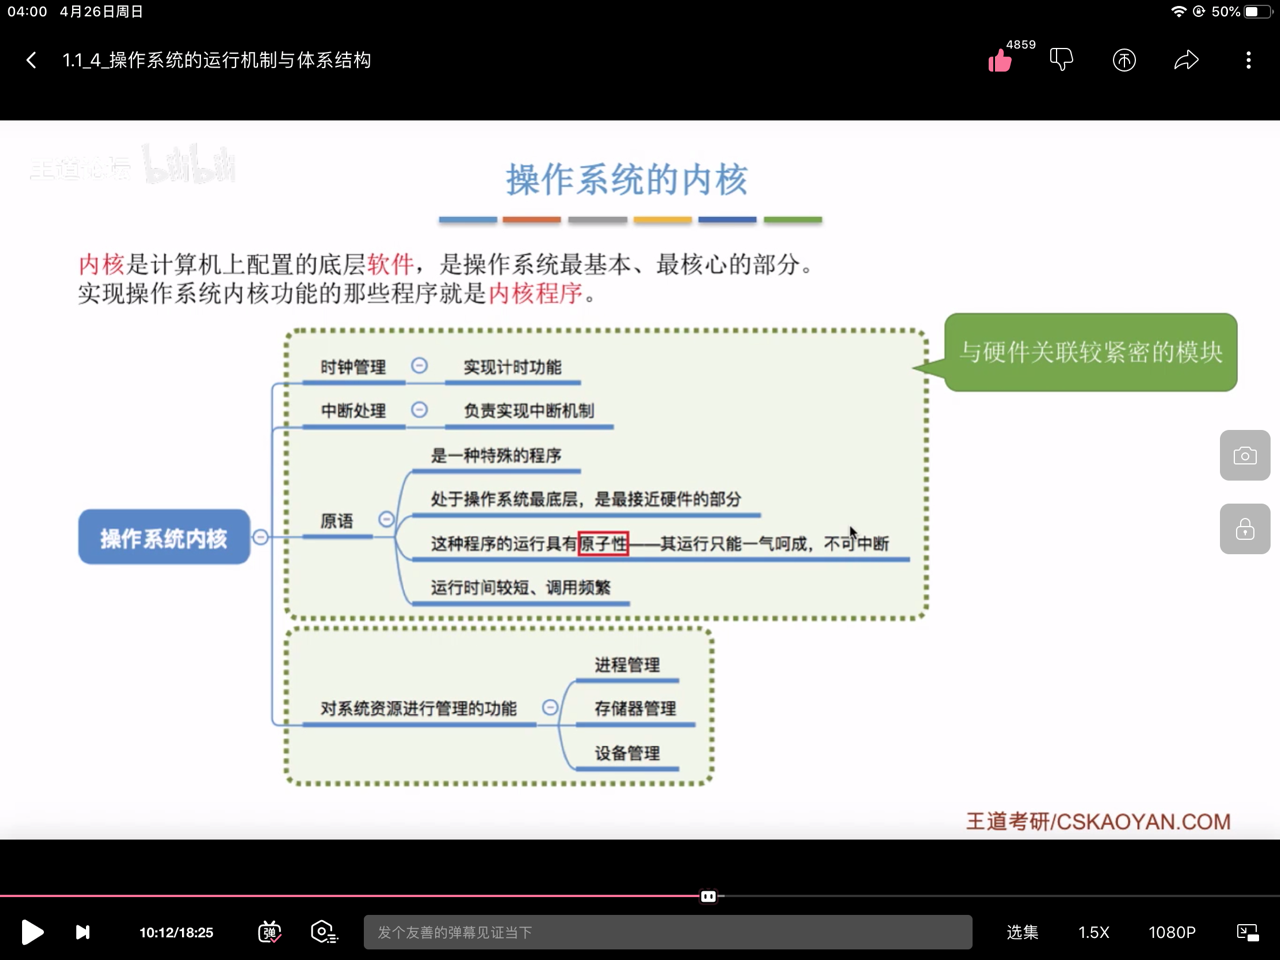 04:00 4月26日周日
50%
1.1_4_操作系统的运行机制与体系结构
4859
bilibili
操作系统的内核
内核是计算机上配置的底层软件，是操作系统最基本、最核心的部分。
实现操作系统内核功能的那些程序就是内核程序。
与硬件关联较紧密的模块
时钟管理 实现计时功能
中断处理 负责实现中断机制
是一种特殊的程序
处于操作系统最底层，是最接近硬件的部分
原语
操作系统内核
这种程序的运行具有原子性——其运行只能一气呵成，不可中断
运行时间较短、调用频繁
进程管理
对系统资源进行管理的功能
存储器管理
设备管理
王道考研/CSKAOYAN.COM
10:12/18:25
弹
发个友善的弹幕见证当下
选集
1.5X
1080P